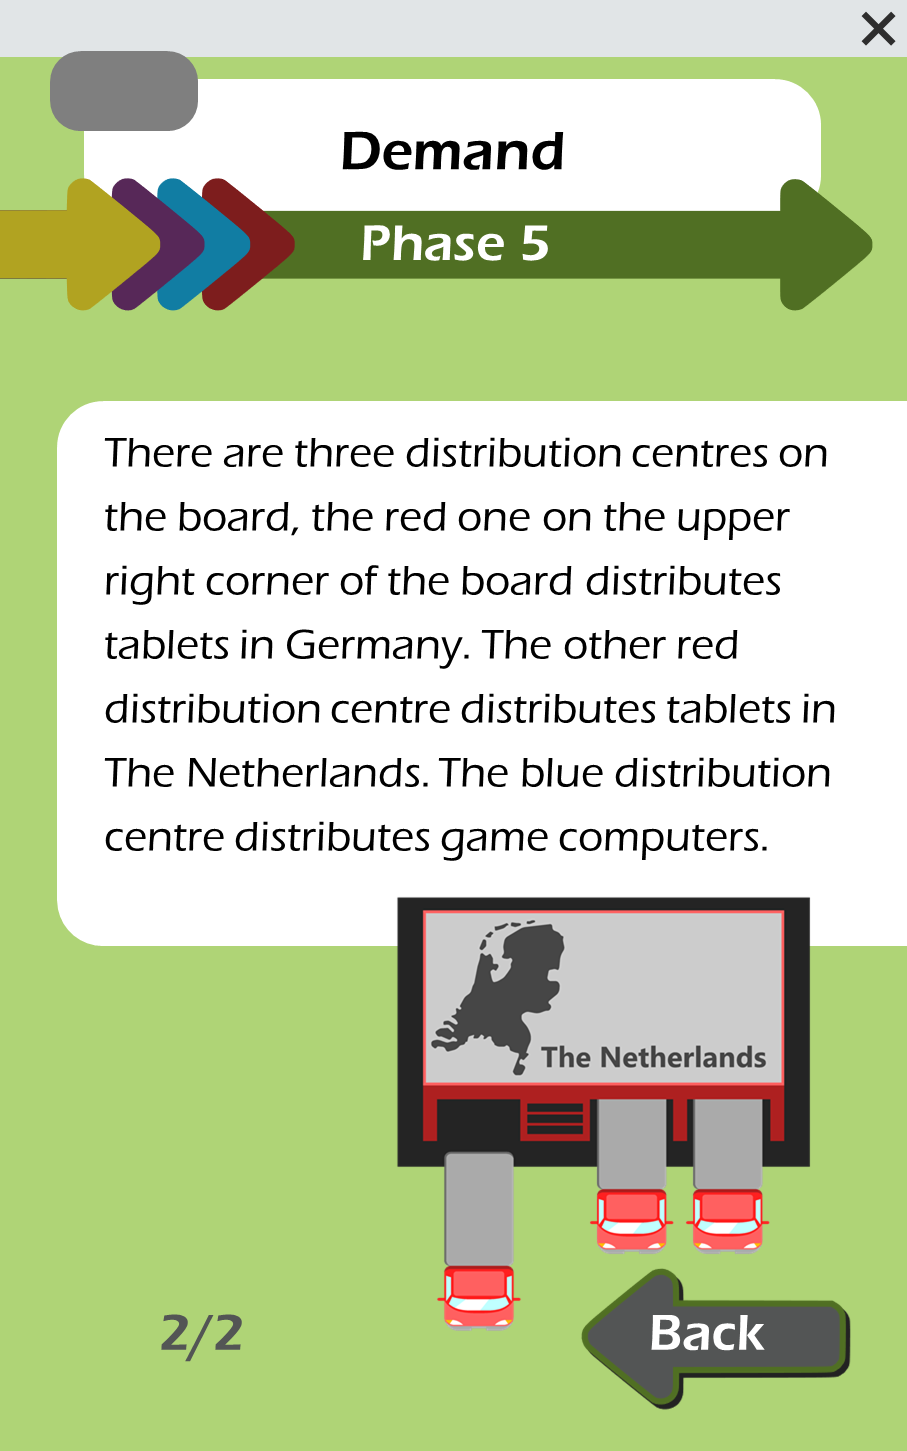 Demand
Phase 5
There are three distribution centres on
the board, the red one on the upper
right corner of the board distributes
tablets in Germany. The other red
distribution centre distributes tablets in
The Netherlands. The blue distribution
centre distributes game computers.
The Netherlands
2/2
Back